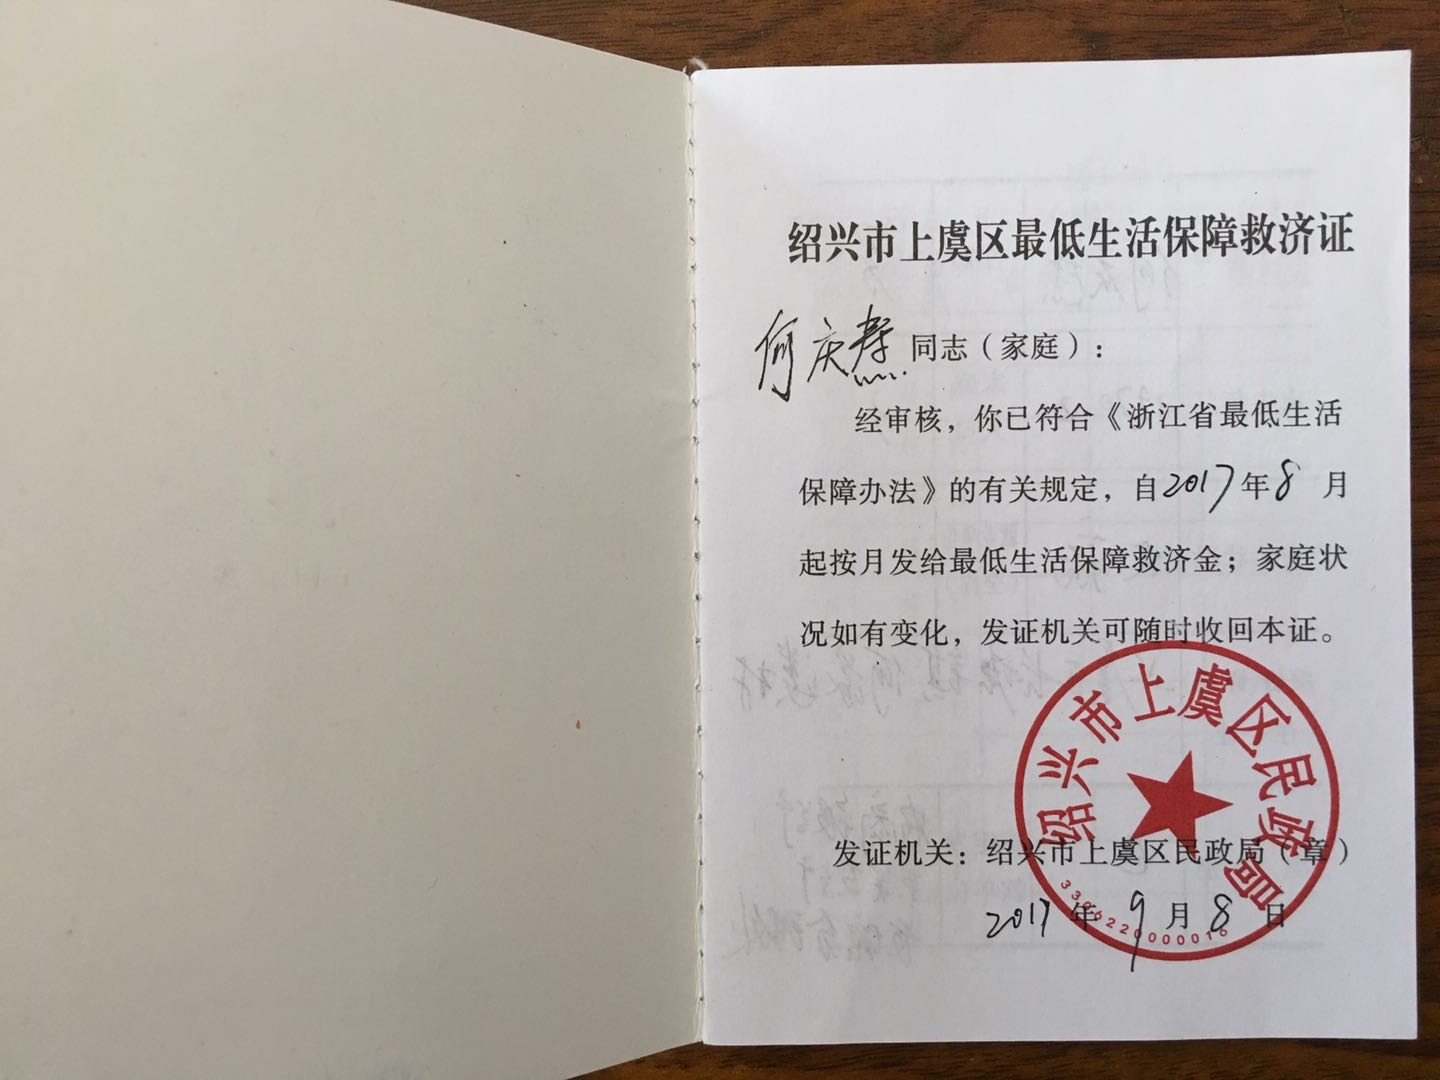 绍兴市上虞区最低生活保障救济证
何庆焘同志（家庭）：
经审核，你已符合《浙江省最低生活
保障办法》的有关规定，自2017年8月
起按月发给最低生活保障救济金；家庭状
况如有变化，发证机关可随时收回本证。
绍兴市上虞区民政局
发证机关：绍兴市上虞区民政局（章）
2017年9月8日
3306220000016